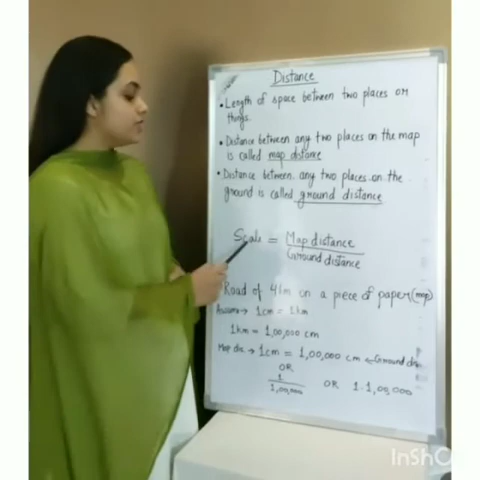 Distance
• Length of space between two places or
things.
• Distance between any two places on the map
is called map distance
• Distance between any two places on the
ground is called ground distance
Scale = Map distance
Ground distance
Road of 4km on a piece of paper (map)
Assume → 1cm = 1km
1km = 1,00,000 cm
Map dis → 1cm = 1,00,000 cm ← Ground dis
OR
1
1,00,000 OR 1:1,00,000
InShO